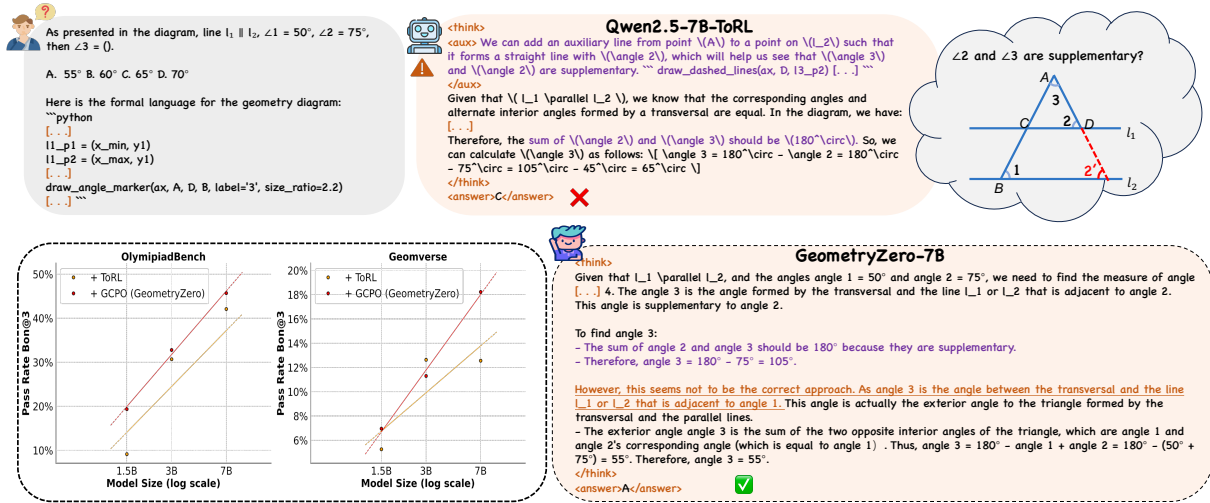 As presented in the diagram, line l₁ ∥ l₂, ∠1 = 50°, ∠2 = 75°,
then ∠3 = ().
A. 55° B. 60° C. 65° D. 70°
Here is the formal language for the geometry diagram:
```python
[. . .]
l1_p1 = (x_min, y1)
l1_p2 = (x_max, y1)
[. . .]
draw_angle_marker(ax, A, D, B, label='3', size_ratio=2.2)
[. . .] ```
Qwen2.5-7B-ToRL
<think>
<aux> We can add an auxiliary line from point \(A\) to a point on \(l_2\) such that
it forms a straight line with \(\angle 2\), which will help us see that \(\angle 3\)
and \(\angle 2\) are supplementary. ``` draw_dashed_lines(ax, D, l3_p2) [. . .] ```
</aux>
Given that \( l_1 \parallel l_2 \), we know that the corresponding angles and
alternate interior angles formed by a transversal are equal. In the diagram, we have:
[. . .]
Therefore, the sum of \(\angle 2\) and \(\angle 3\) should be \(180^\circ\). So, we
can calculate \(\angle 3\) as follows: \[ \angle 3 = 180^\circ - \angle 2 = 180^\circ
- 75^\circ = 105^\circ - 45^\circ = 65^\circ \]
</think>
<answer>C</answer>
∠2 and ∠3 are supplementary?
A
3
C
2
D
l₁
B
1
2'
l₂
OlympiadBench
Pass Rate Bon@3
50%
40%
30%
20%
10%
+ ToRL
+ GCPO (GeometryZero)
1.5B 3B 7B
Model Size (log scale)
Geomverse
Pass Rate Bon@3
20%
18%
16%
14%
12%
10%
8%
6%
+ ToRL
+ GCPO (GeometryZero)
1.5B 3B 7B
Model Size (log scale)
GeometryZero-7B
<think>
Given that l_1 \parallel l_2, and the angles angle 1 = 50° and angle 2 = 75°, we need to find the measure of angle
[. . .] 4. The angle 3 is the angle formed by the transversal and the line l_1 or l_2 that is adjacent to angle 2.
This angle is supplementary to angle 2.
To find angle 3:
- The sum of angle 2 and angle 3 should be 180° because they are supplementary.
- Therefore, angle 3 = 180° - 75° = 105°.
However, this seems not to be the correct approach. As angle 3 is the angle between the transversal and the line
l_1 or l_2 that is adjacent to angle 1. This angle is actually the exterior angle to the triangle formed by the
transversal and the parallel lines.
- The exterior angle angle 3 is the sum of the two opposite interior angles of the triangle, which are angle 1 and
angle 2's corresponding angle (which is equal to angle 1）. Thus, angle 3 = 180° - angle 1 + angle 2 = 180° - (50° +
75°) = 55°. Therefore, angle 3 = 55°.
</think>
<answer>A</answer>